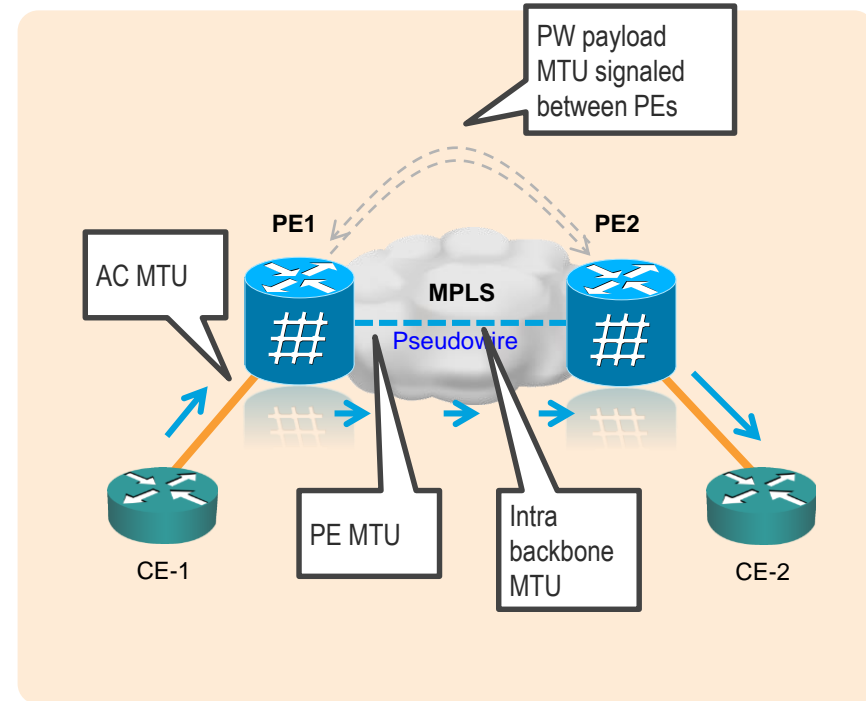 PW payload
MTU signaled
between PEs
PE1
PE2
AC MTU
MPLS
Pseudowire
PE MTU
Intra
backbone
MTU
CE-1
CE-2